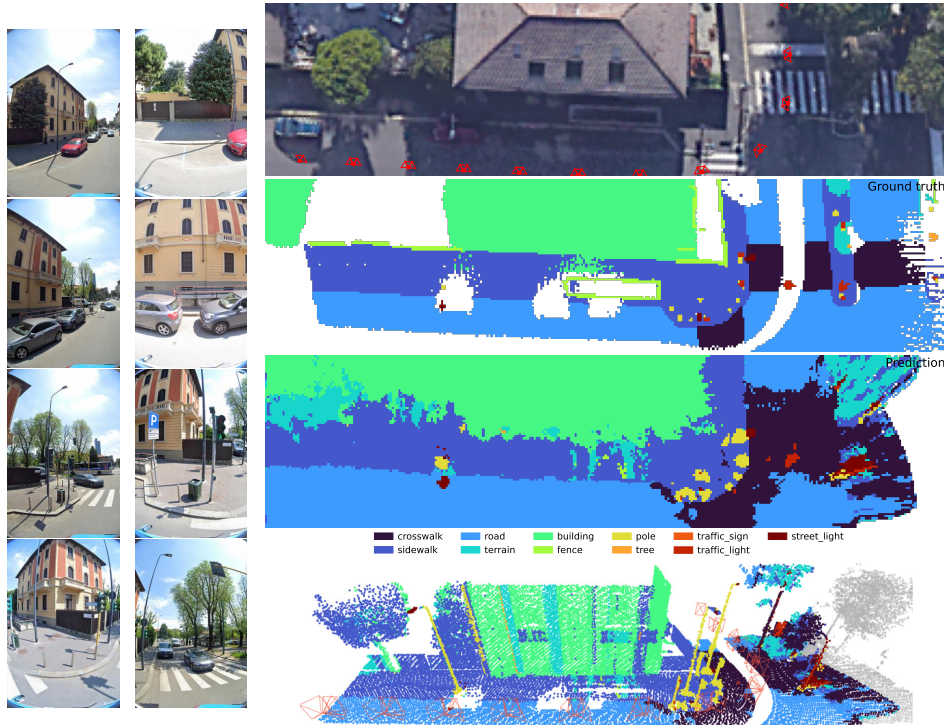 Ground truth
Prediction
crosswalk road building pole traffic_sign street_light
sidewalk terrain fence tree traffic_light
P